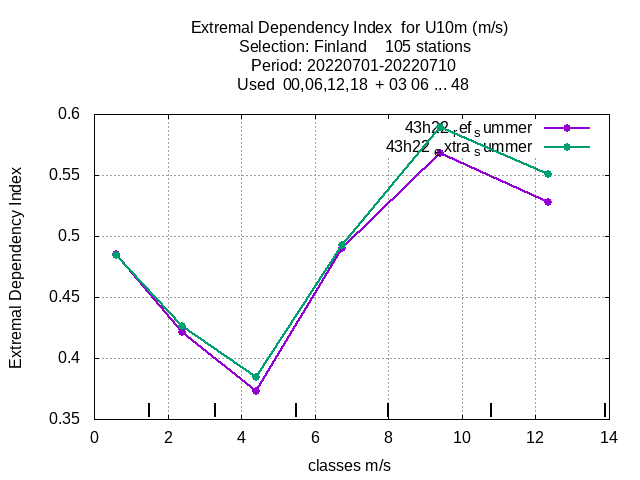 Extremal Dependency Index  for U10m (m/s)
Selection: Finland    105 stations
Period: 20220701-20220710
Used  00,06,12,18  + 03 06 ... 48
0.6
0.55
0.5
0.45
0.4
0.35
Extremal Dependency Index
43h22_ref_summer
43h22_extra_summer
0 2 4 6 8 10 12 14
classes m/s